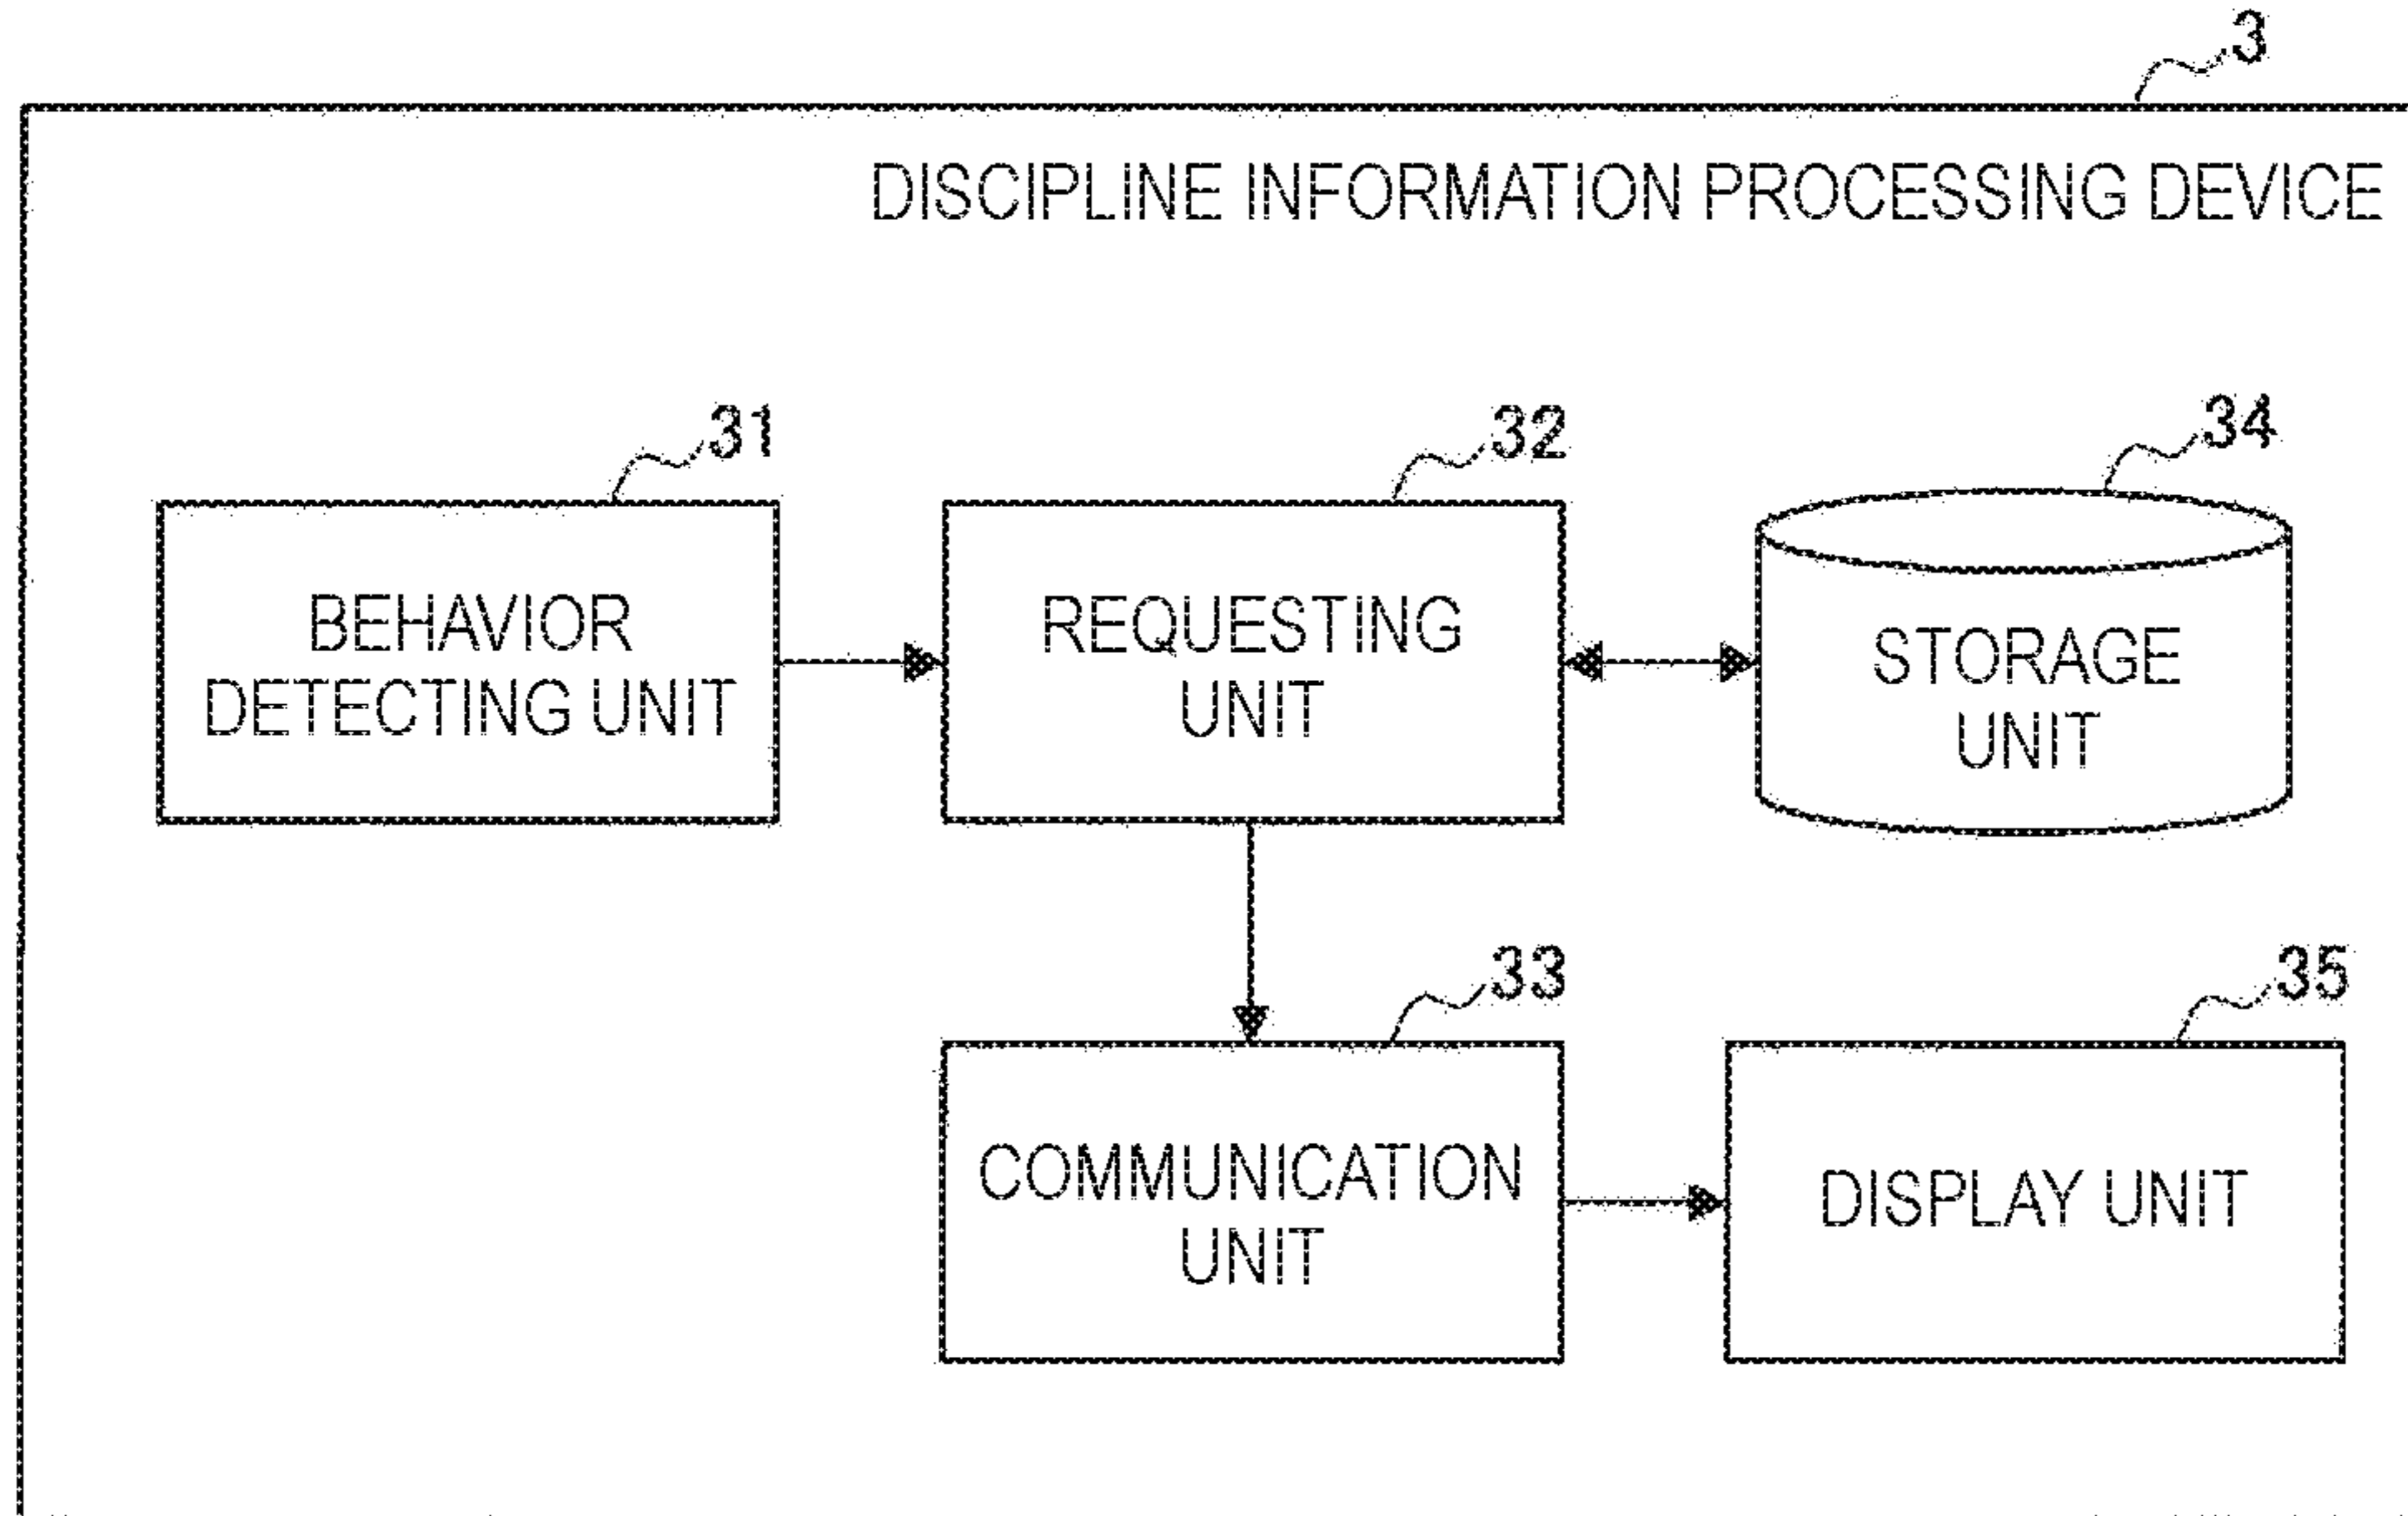 3
DISCIPLINE INFORMATION PROCESSING DEVICE
31
32
34
BEHAVIOR
DETECTING UNIT
REQUESTING
UNIT
STORAGE
UNIT
33
35
COMMUNICATION
UNIT
DISPLAY UNIT